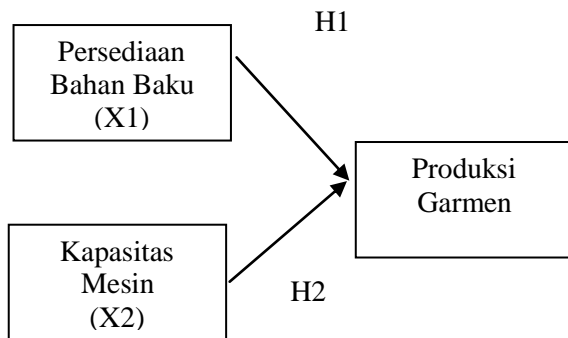 H1
Persediaan
Bahan Baku
(X1)
Produksi
Garmen
Kapasitas
Mesin
(X2)
H2